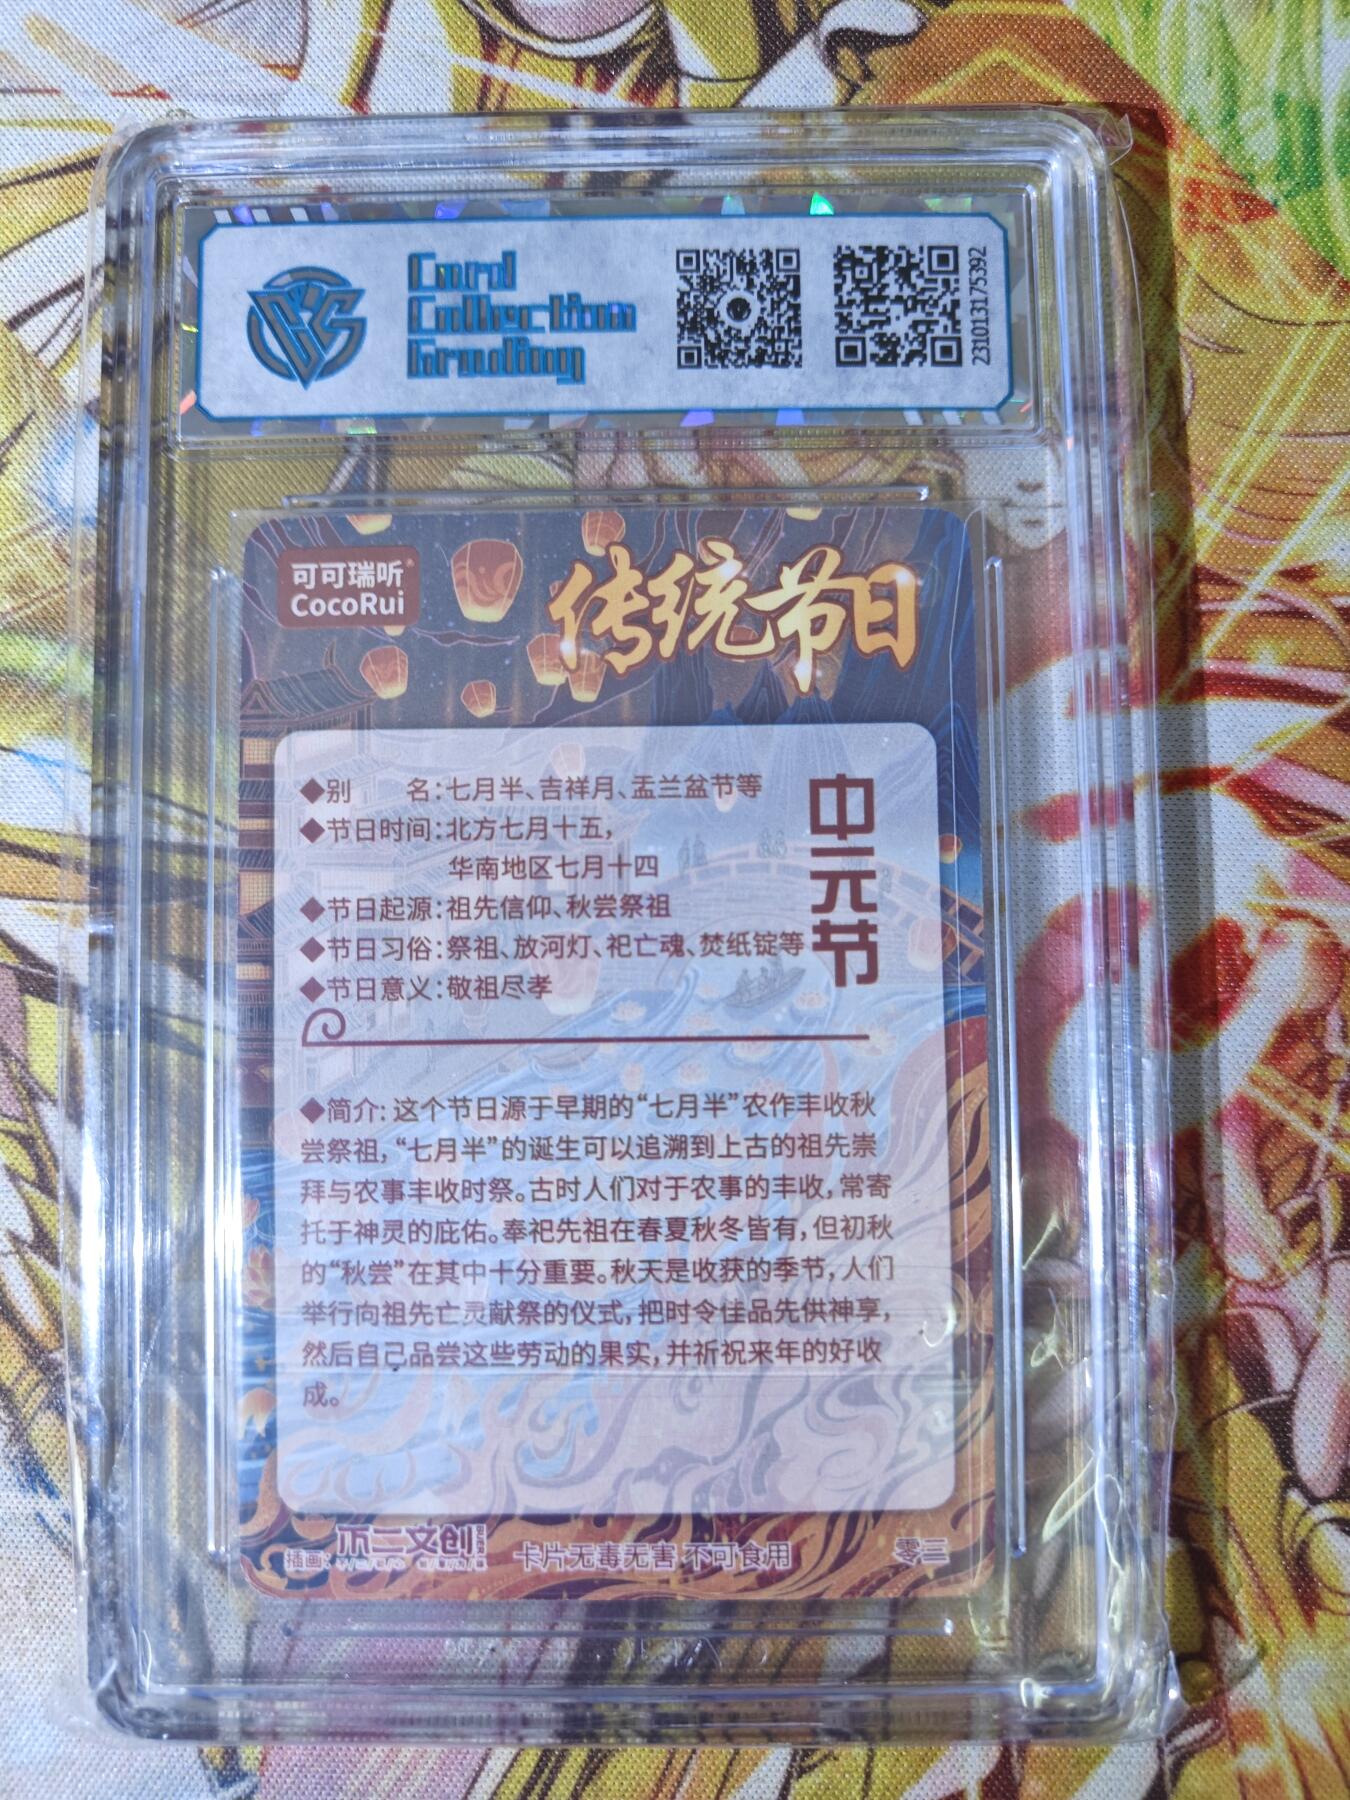 Card
Collection
Grading
231013175392
可可瑞听®
CocoRui
传统节日
中元节
◆别 名:七月半、吉祥月、盂兰盆节等
◆节日时间:北方七月十五,
华南地区七月十四
◆节日起源:祖先信仰、秋尝祭祖
◆节日习俗:祭祖、放河灯、祀亡魂、焚纸锭等
◆节日意义:敬祖尽孝
◆简介: 这个节日源于早期的“七月半”农作丰收秋
尝祭祖,“七月半”的诞生可以追溯到上古的祖先崇
拜与农事丰收时祭。古时人们对于农事的丰收,常寄
托于神灵的庇佑。奉祀先祖在春夏秋冬皆有,但初秋
的“秋尝”在其中十分重要。秋天是收获的季节,人们
举行向祖先亡灵献祭的仪式,把时令佳品先供神享,
然后自己品尝这些劳动的果实,并祈祝来年的好收
成。
插画: 不二文创
卡片无毒无害 不可食用
零三